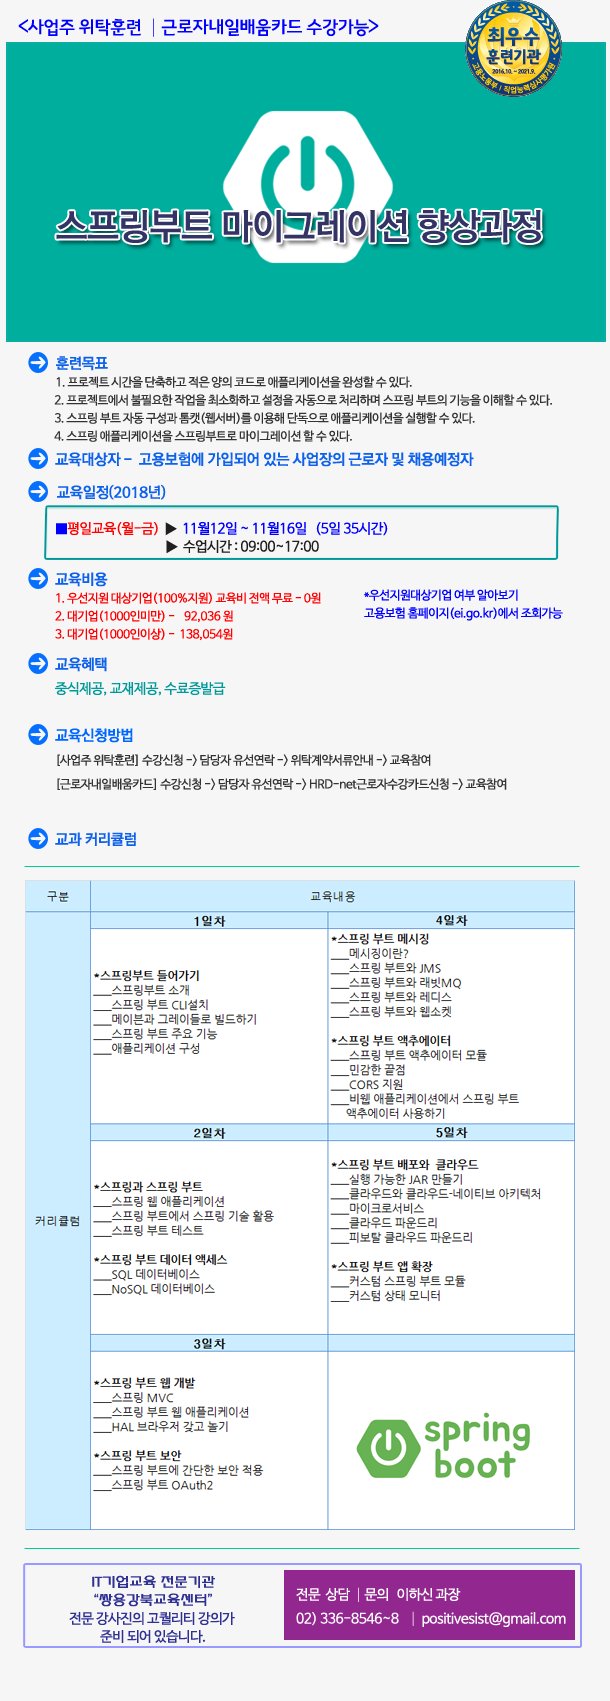 <사업주 위탁훈련 | 근로자내일배움카드 수강가능>
최우수
훈련기관
2016.10. ~ 2021.9.
고용노동부 | 직업능력심사평가원
스프링부트 마이그레이션 향상과정
훈련목표
1. 프로젝트 시간을 단축하고 적은 양의 코드로 애플리케이션을 완성할 수 있다.
2. 프로젝트에서 불필요한 작업을 최소화하고 설정을 자동으로 처리하며 스프링 부트의 기능을 이해할 수 있다.
3. 스프링 부트 자동 구성과 톰캣(웹서버)를 이용해 단독으로 애플리케이션을 실행할 수 있다.
4. 스프링 애플리케이션을 스프링부트로 마이그레이션 할 수 있다.
교육대상자 - 고용보험에 가입되어 있는 사업장의 근로자 및 채용예정자
교육일정(2018년)
■평일교육(월-금) ▶ 11월12일 ~ 11월16일 (5일 35시간)
▶ 수업시간 : 09:00~17:00
교육비용
1. 우선지원 대상기업(100%지원) 교육비 전액 무료 - 0원
2. 대기업(1000인미만) - 92,036 원
3. 대기업(1000인이상) - 138,054원
*우선지원대상기업 여부 알아보기
고용보험 홈페이지(ei.go.kr)에서 조회가능
교육혜택
중식제공, 교재제공, 수료증발급
교육신청방법
[사업주 위탁훈련] 수강신청 -> 담당자 유선연락 -> 위탁계약서류안내 -> 교육참여
[근로자내일배움카드] 수강신청 -> 담당자 유선연락 -> HRD-net근로자수강카드신청 -> 교육참여
교과 커리큘럼
구분
교육내용
커리큘럼
1일차
*스프링부트 들어가기
___스프링부트 소개
___스프링 부트 CLI설치
___메이븐과 그레이들로 빌드하기
___스프링 부트 주요 기능
___애플리케이션 구성
4일차
*스프링 부트 메시징
___메시징이란?
___스프링 부트와 JMS
___스프링 부트와 래빗MQ
___스프링 부트와 레디스
___스프링 부트와 웹소켓
*스프링 부트 액추에이터
___스프링 부트 액추에이터 모듈
___민감한 끝점
___CORS 지원
___비웹 애플리케이션에서 스프링 부트
액추에이터 사용하기
2일차
*스프링과 스프링 부트
___스프링 웹 애플리케이션
___스프링 부트에서 스프링 기술 활용
___스프링 부트 테스트
*스프링 부트 데이터 액세스
___SQL 데이터베이스
___NoSQL 데이터베이스
5일차
*스프링 부트 배포와 클라우드
___실행 가능한 JAR 만들기
___클라우드와 클라우드-네이티브 아키텍처
___마이크로서비스
___클라우드 파운드리
___피보탈 클라우드 파운드리
*스프링 부트 앱 확장
___커스텀 스프링 부트 모듈
___커스텀 상태 모니터
3일차
*스프링 부트 웹 개발
___스프링 MVC
___스프링 부트 웹 애플리케이션
___HAL 브라우저 갖고 놀기
*스프링 부트 보안
___스프링 부트에 간단한 보안 적용
___스프링 부트 OAuth2
spring
boot
IT기업교육 전문기관
“쌍용강북교육센터”
전문 강사진의 고퀄리티 강의가
준비 되어 있습니다.
전문 상담 | 문의 이하신 과장
02) 336-8546~8 | positivesist@gmail.com